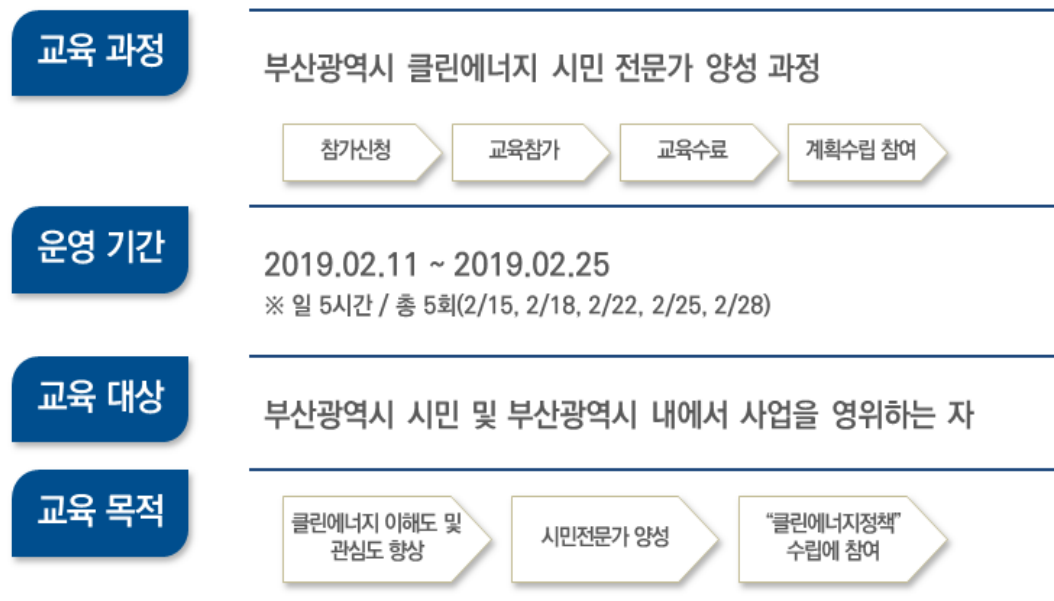 교육 과정
부산광역시 클린에너지 시민 전문가 양성 과정
참가신청
교육참가
교육수료
계획수립 참여
운영 기간
2019.02.11 ~ 2019.02.25
※ 일 5시간 / 총 5회(2/15, 2/18, 2/22, 2/25, 2/28)
교육 대상
부산광역시 시민 및 부산광역시 내에서 사업을 영위하는 자
교육 목적
클린에너지 이해도 및
관심도 향상
시민전문가 양성
“클린에너지정책”
수립에 참여